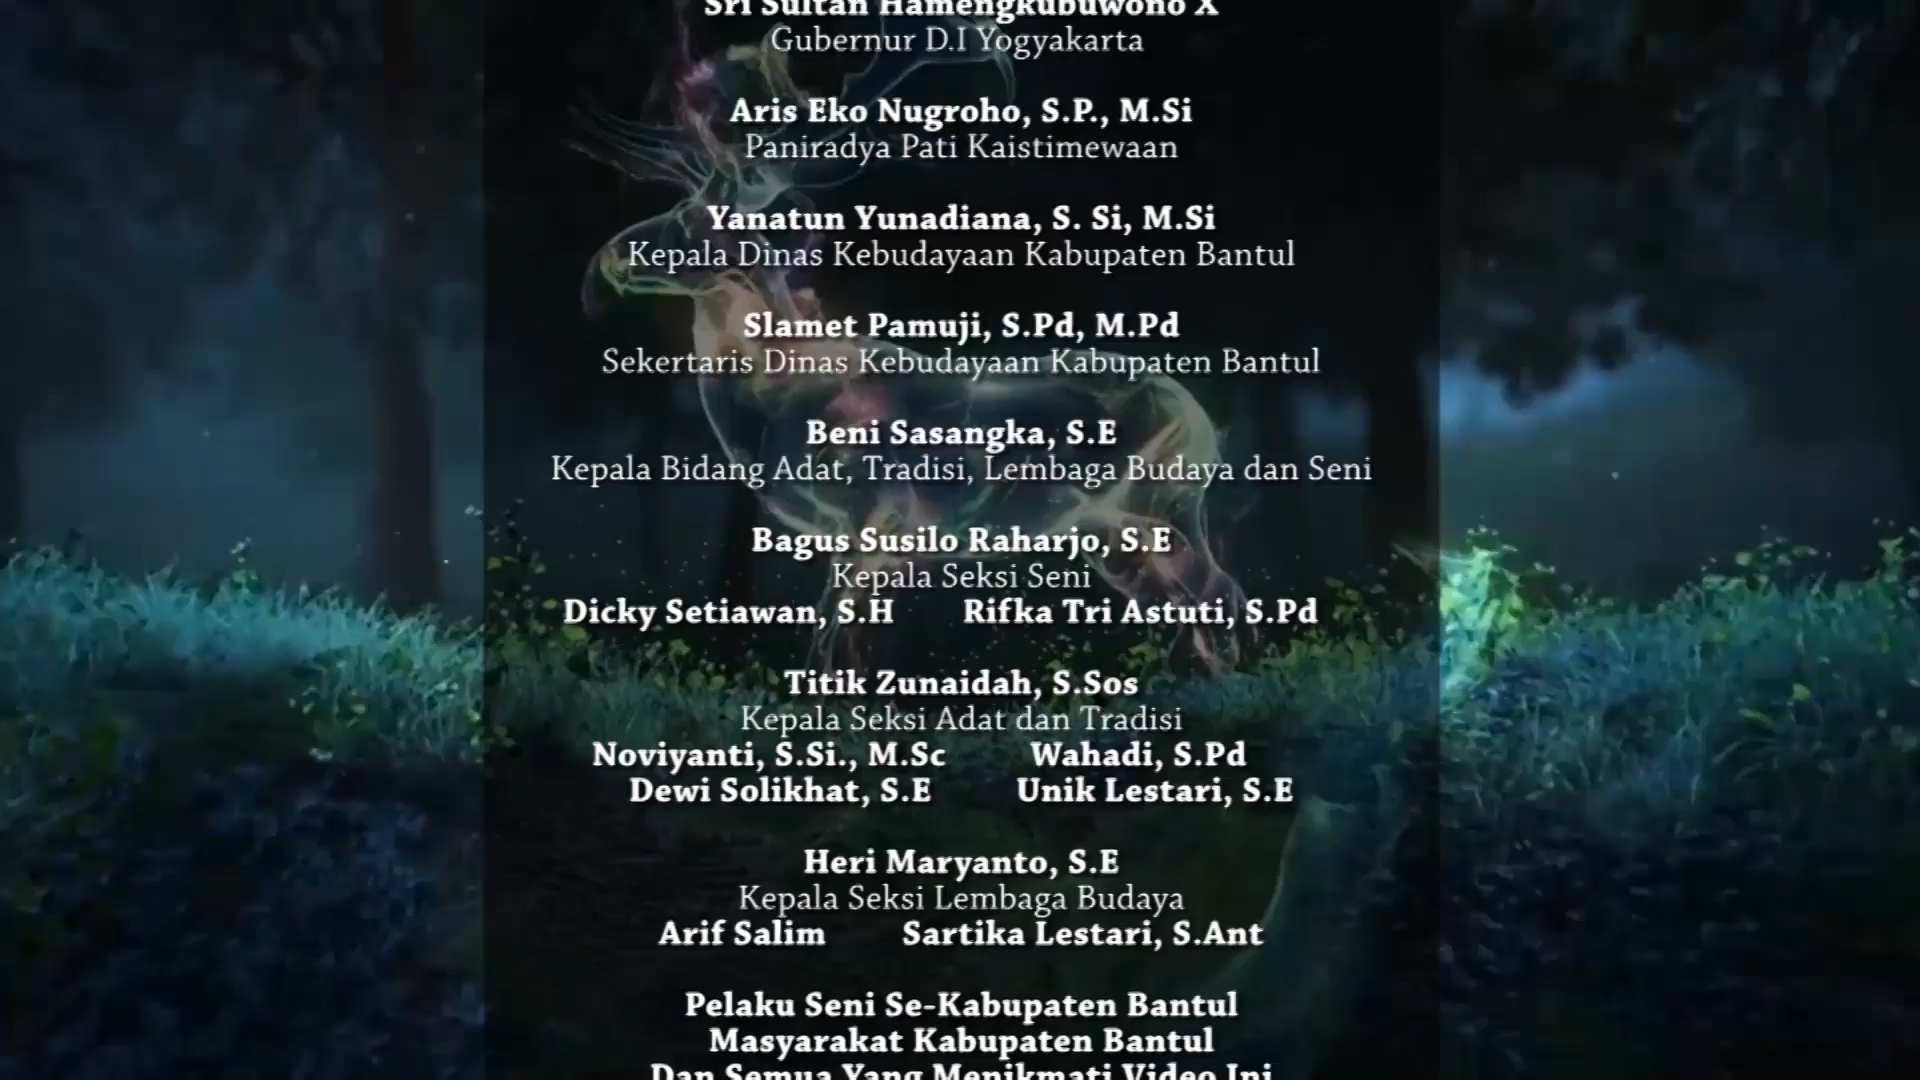 Sri Sultan Hamengkubuwono X
Gubernur D.I Yogyakarta
Aris Eko Nugroho, S.P., M.Si
Paniradya Pati Kaistimewaan
Yanatun Yunadiana, S. Si, M.Si
Kepala Dinas Kebudayaan Kabupaten Bantul
Slamet Pamuji, S.Pd, M.Pd
Sekertaris Dinas Kebudayaan Kabupaten Bantul
Beni Sasangka, S.E
Kepala Bidang Adat, Tradisi, Lembaga Budaya dan Seni
Bagus Susilo Raharjo, S.E
Kepala Seksi Seni
Dicky Setiawan, S.H Rifka Tri Astuti, S.Pd
Titik Zunaidah, S.Sos
Kepala Seksi Adat dan Tradisi
Noviyanti, S.Si., M.Sc Wahadi, S.Pd
Dewi Solikhat, S.E Unik Lestari, S.E
Heri Maryanto, S.E
Kepala Seksi Lembaga Budaya
Arif Salim Sartika Lestari, S.Ant
Pelaku Seni Se-Kabupaten Bantul
Masyarakat Kabupaten Bantul
Dan Semua Yang Menikmati Video Ini